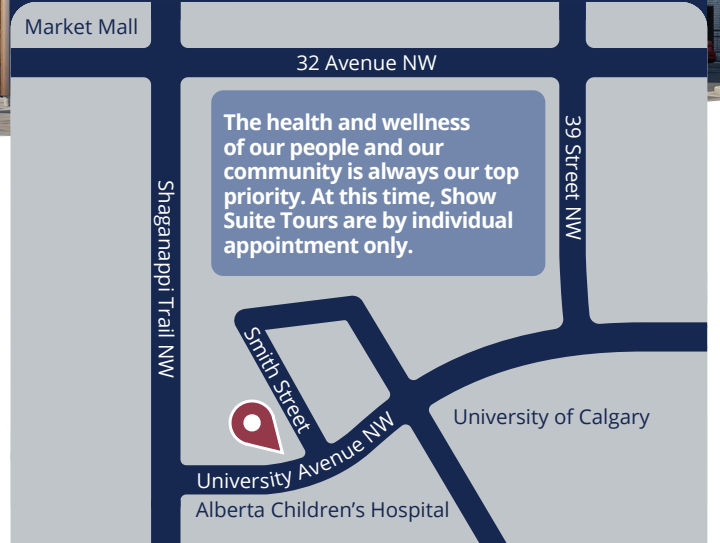 Market Mall
32 Avenue NW
The health and wellness
of our people and our
community is always our top
priority. At this time, Show
Suite Tours are by individual
appointment only.
39 Street NW
Shaganappi Trail NW
Smith Street
University of Calgary
University Avenue NW
Alberta Children’s Hospital